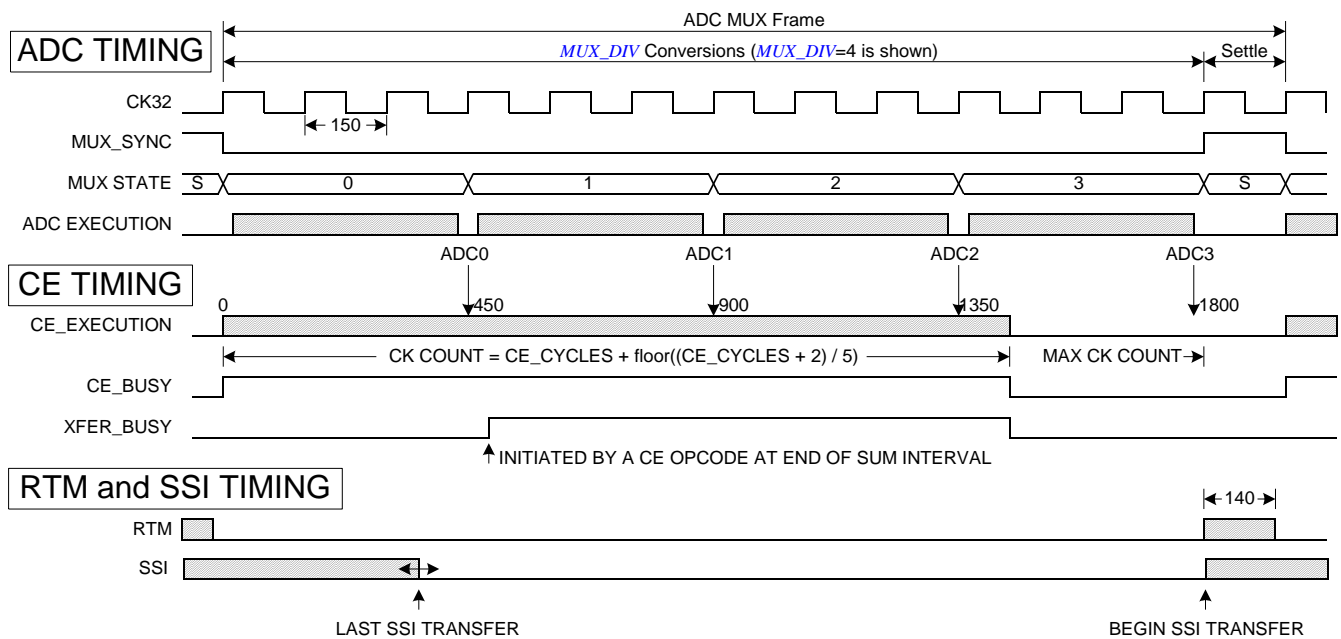 ADC MUX Frame
ADC TIMING
MUX_DIV Conversions (MUX_DIV=4 is shown)
Settle
CK32
150
MUX_SYNC
MUX STATE
S
0
1
2
3
S
ADC EXECUTION
ADC0
ADC1
ADC2
ADC3
CE TIMING
0
450
900
1350
1800
CE_EXECUTION
CK COUNT = CE_CYCLES + floor((CE_CYCLES + 2) / 5)
MAX CK COUNT
CE_BUSY
XFER_BUSY
INITIATED BY A CE OPCODE AT END OF SUM INTERVAL
RTM and SSI TIMING
140
RTM
SSI
LAST SSI TRANSFER
BEGIN SSI TRANSFER